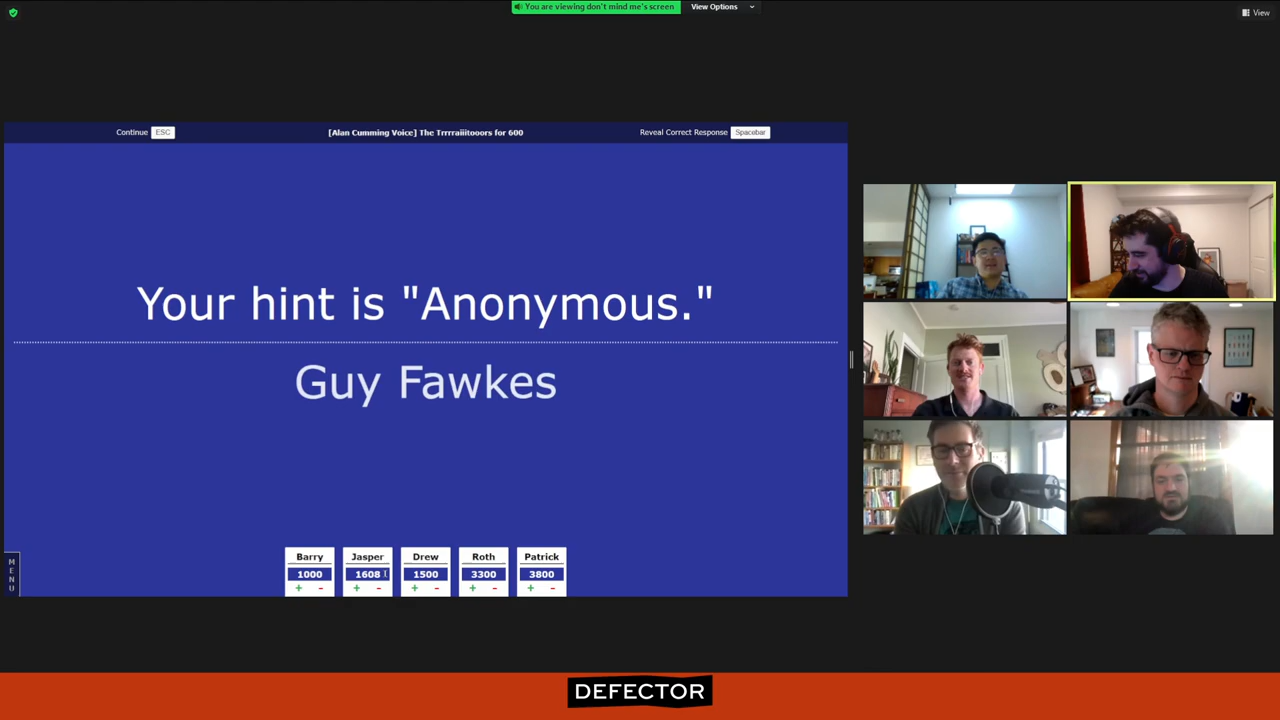 You are viewing don't mind me's screen
View Options
View
Continue ESC
[Alan Cumming Voice] The Trrrraiiitooors for 600
Reveal Correct Response Spacebar
Your hint is "Anonymous."
Guy Fawkes
MENU
Barry Jasper Drew Roth Patrick
1000 1608 1500 3300 3800
+ - + - + - + - + -
DEFECTOR